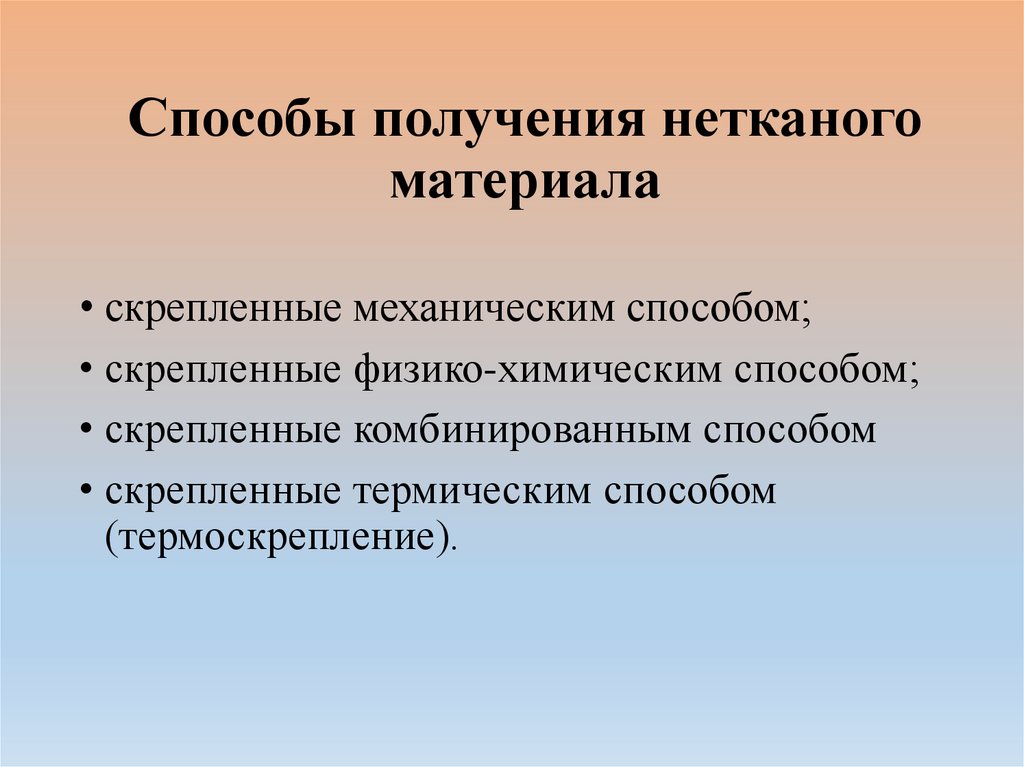 Способы получения нетканого
материала
• скрепленные механическим способом;
• скрепленные физико-химическим способом;
• скрепленные комбинированным способом
• скрепленные термическим способом
(термоскрепление).